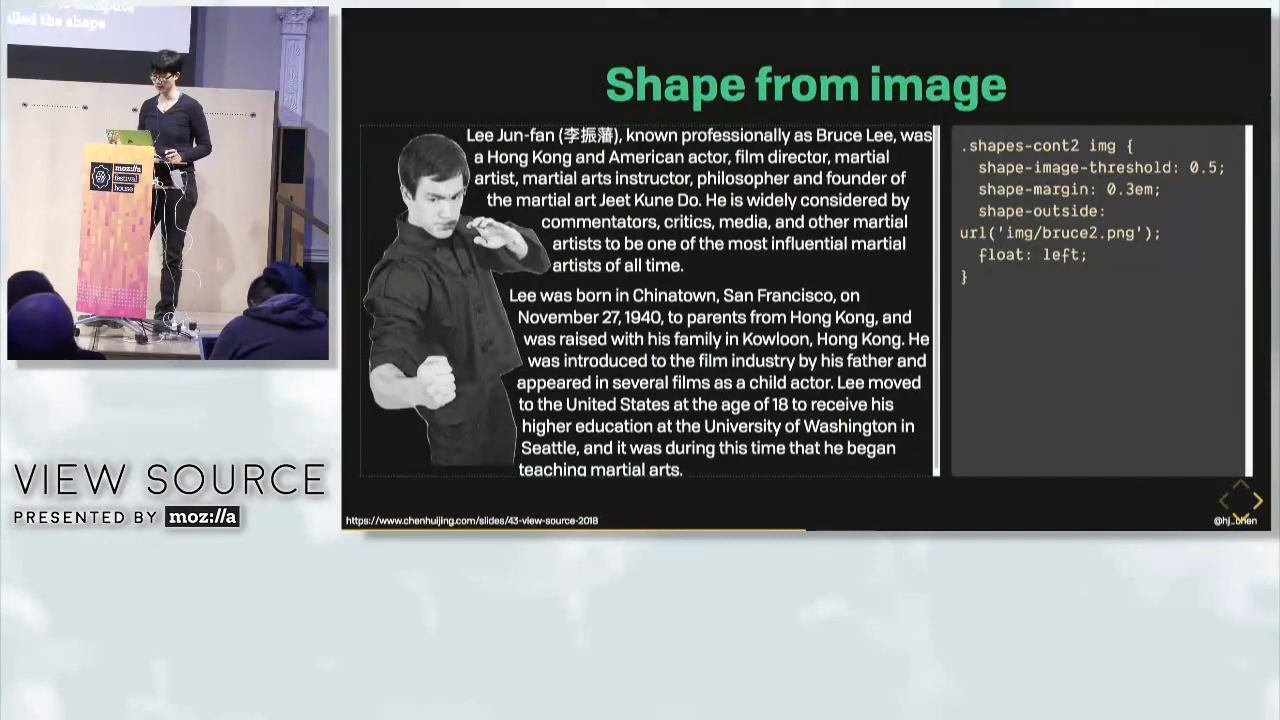 lled the shape
moz://a
festival
house
VIEW SOURCE
PRESENTED BY moz://a
Shape from image
Lee Jun-fan (李振藩), known professionally as Bruce Lee, was
a Hong Kong and American actor, film director, martial
artist, martial arts instructor, philosopher and founder of
the martial art Jeet Kune Do. He is widely considered by
commentators, critics, media, and other martial
artists to be one of the most influential martial
artists of all time.
Lee was born in Chinatown, San Francisco, on
November 27, 1940, to parents from Hong Kong, and
was raised with his family in Kowloon, Hong Kong. He
was introduced to the film industry by his father and
appeared in several films as a child actor. Lee moved
to the United States at the age of 18 to receive his
higher education at the University of Washington in
Seattle, and it was during this time that he began
teaching martial arts.
.shapes-cont2 img {
shape-image-threshold: 0.5;
shape-margin: 0.3em;
shape-outside:
url('img/bruce2.png');
float: left;
}
https://www.chenhuijing.com/slides/43-view-source-2018
@hj_chen